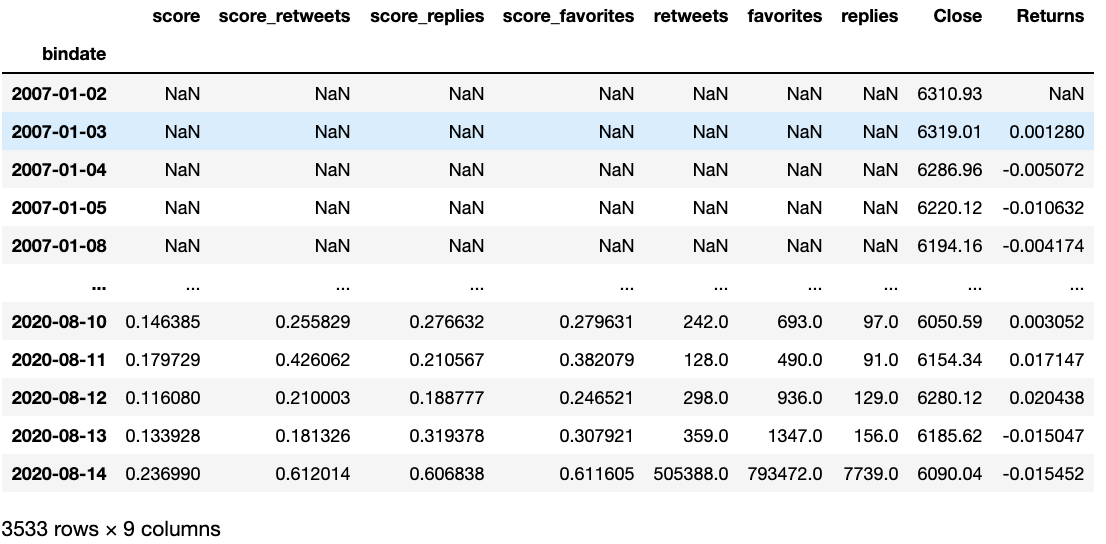 score score_retweets score_replies score_favorites retweets favorites replies Close Returns
bindate
2007-01-02 NaN NaN NaN NaN NaN NaN NaN 6310.93 NaN
2007-01-03 NaN NaN NaN NaN NaN NaN NaN 6319.01 0.001280
2007-01-04 NaN NaN NaN NaN NaN NaN NaN 6286.96 -0.005072
2007-01-05 NaN NaN NaN NaN NaN NaN NaN 6220.12 -0.010632
2007-01-08 NaN NaN NaN NaN NaN NaN NaN 6194.16 -0.004174
... ... ... ... ... ... ... ... ... ...
2020-08-10 0.146385 0.255829 0.276632 0.279631 242.0 693.0 97.0 6050.59 0.003052
2020-08-11 0.179729 0.426062 0.210567 0.382079 128.0 490.0 91.0 6154.34 0.017147
2020-08-12 0.116080 0.210003 0.188777 0.246521 298.0 936.0 129.0 6280.12 0.020438
2020-08-13 0.133928 0.181326 0.319378 0.307921 359.0 1347.0 156.0 6185.62 -0.015047
2020-08-14 0.236990 0.612014 0.606838 0.611605 505388.0 793472.0 7739.0 6090.04 -0.015452
3533 rows × 9 columns